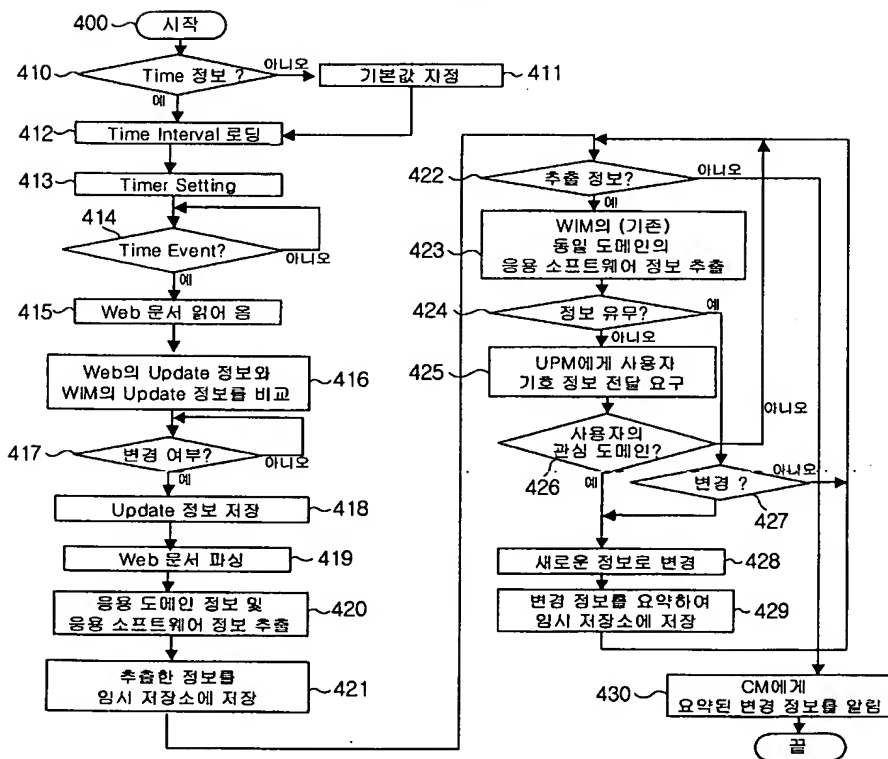 400
시작
410
Time 정보 ?
아니오
기본값 지정
411
예
412
Time Interval 로딩
413
Timer Setting
414
Time Event?
아니오
예
415
Web 문서 읽어 옴
Web의 Update 정보와
WIM의 Update 정보를 비교
416
417
변경 여부?
아니오
예
Update 정보 저장
418
Web 문서 파싱
419
응용 도메인 정보 및
응용 소프트웨어 정보 추출
420
추출한 정보를
임시 저장소에 저장
421
422
추출 정보?
아니오
예
423
WIM의 (기존)
동일 도메인의
응용 소프트웨어 정보 추출
424
정보 유무?
예
아니오
425
UPM에게 사용자
기호 정보 전달 요구
사용자의
관심 도메인?
아니오
426
예
변경 ?
아니오
427
새로운 정보로 변경
428
변경 정보를 요약하여
임시 저장소에 저장
429
430
CM에게
요약된 변경 정보를 알림
끝